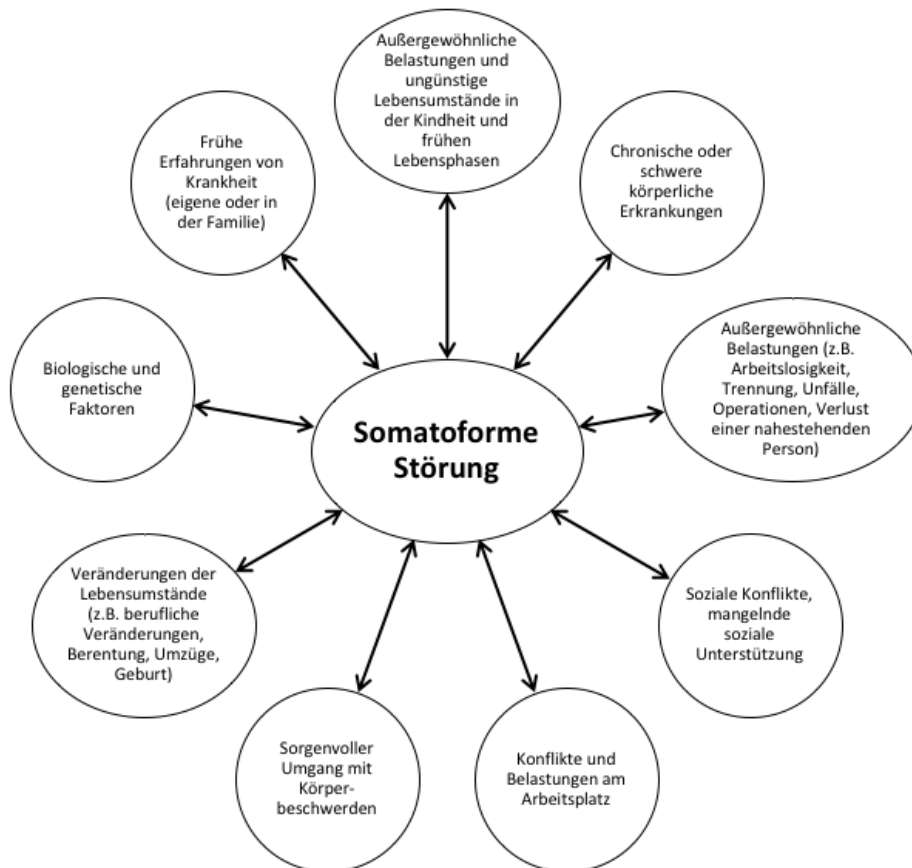 Außergewöhnliche
Belastungen und
ungünstige
Lebensumstände in
der Kindheit und
frühen
Lebensphasen
Frühe
Erfahrungen von
Krankheit
(eigene oder in
der Familie)
Chronische oder
schwere
körperliche
Erkrankungen
Biologische und
genetische
Faktoren
Außergewöhnliche
Belastungen (z.B.
Arbeitslosigkeit,
Trennung, Unfälle,
Operationen, Verlust
einer nahestehenden
Person)
Somatoforme
Störung
Veränderungen der
Lebensumstände
(z.B. berufliche
Veränderungen,
Berentung, Umzüge,
Geburt)
Soziale Konflikte,
mangelnde
soziale
Unterstützung
Sorgenvoller
Umgang mit
Körper-
beschwerden
Konflikte und
Belastungen am
Arbeitsplatz